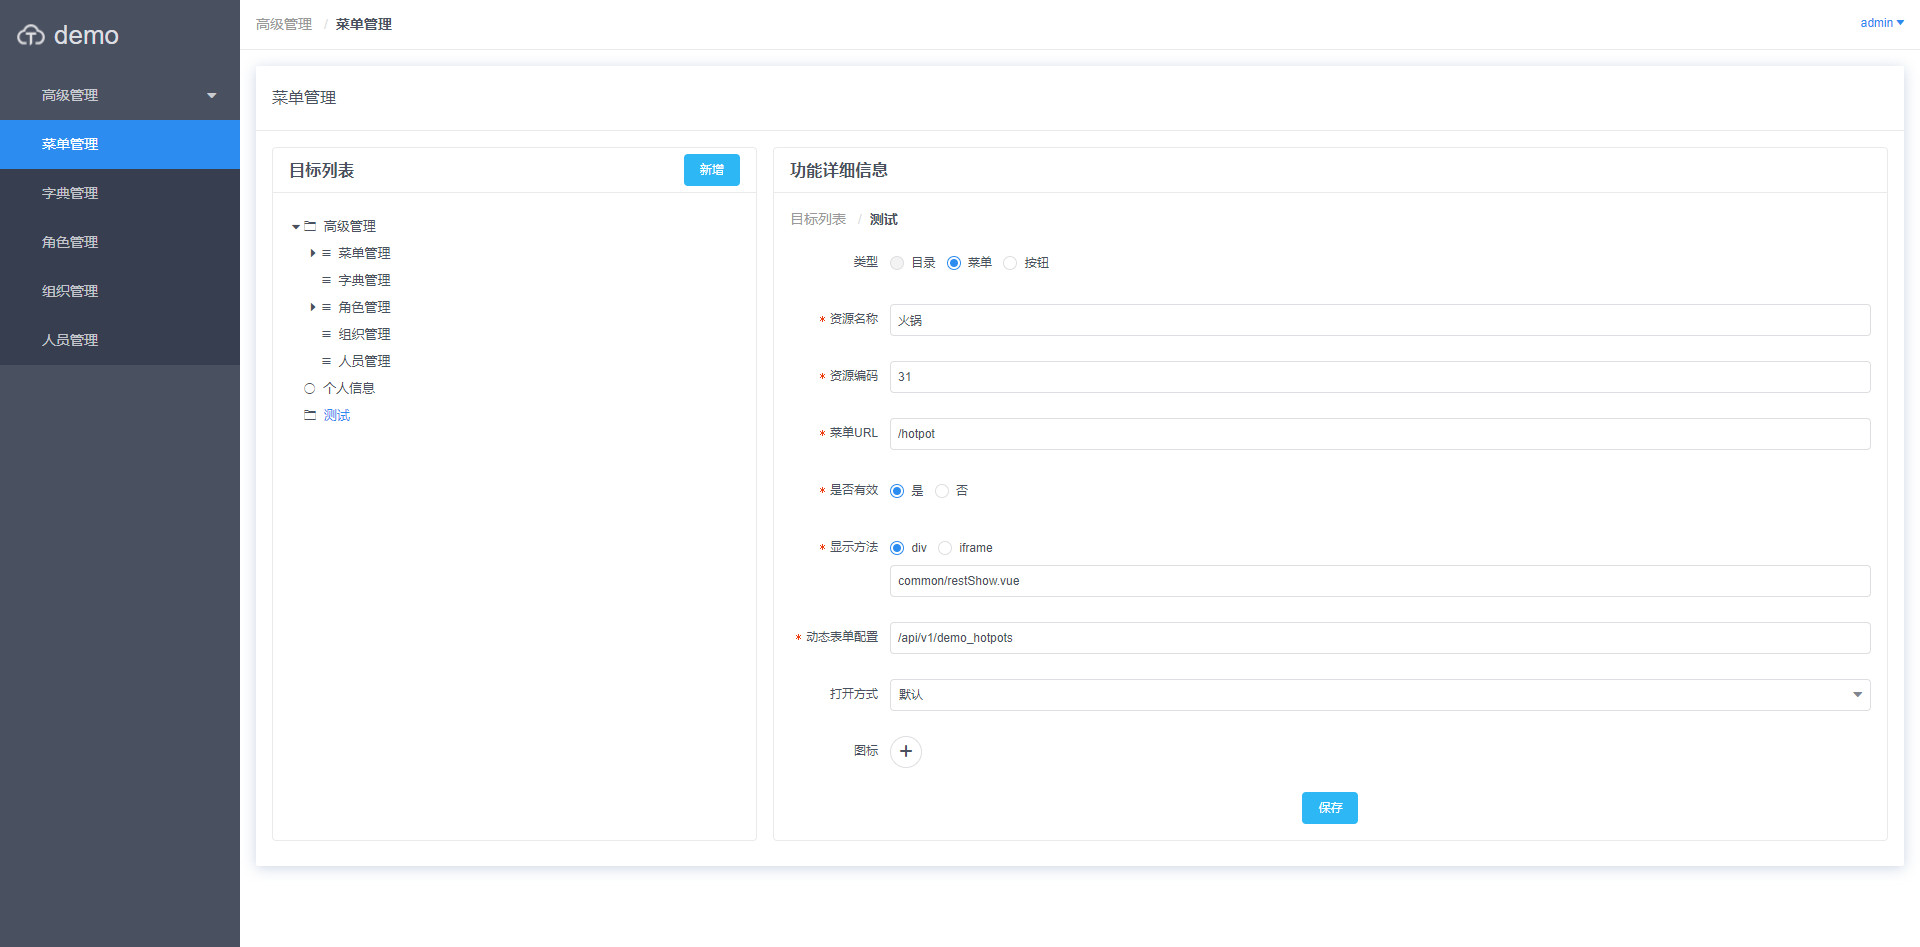 demo
高级管理
菜单管理
字典管理
角色管理
组织管理
人员管理
高级管理 / 菜单管理
admin
菜单管理
目标列表
新增
高级管理
菜单管理
字典管理
角色管理
组织管理
人员管理
个人信息
测试
功能详细信息
目标列表 / 测试
类型 目录 菜单 按钮
* 资源名称 火锅
* 资源编码 31
* 菜单URL /hotpot
* 是否有效 是 否
* 显示方法 div iframe
common/restShow.vue
* 动态表单配置 /api/v1/demo_hotpots
打开方式 默认
图标 +
保存